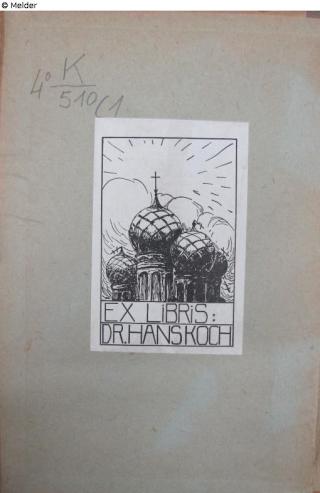 © Melder
4° K
510/1
EX LIBRIS:
DR. HANS KOCH